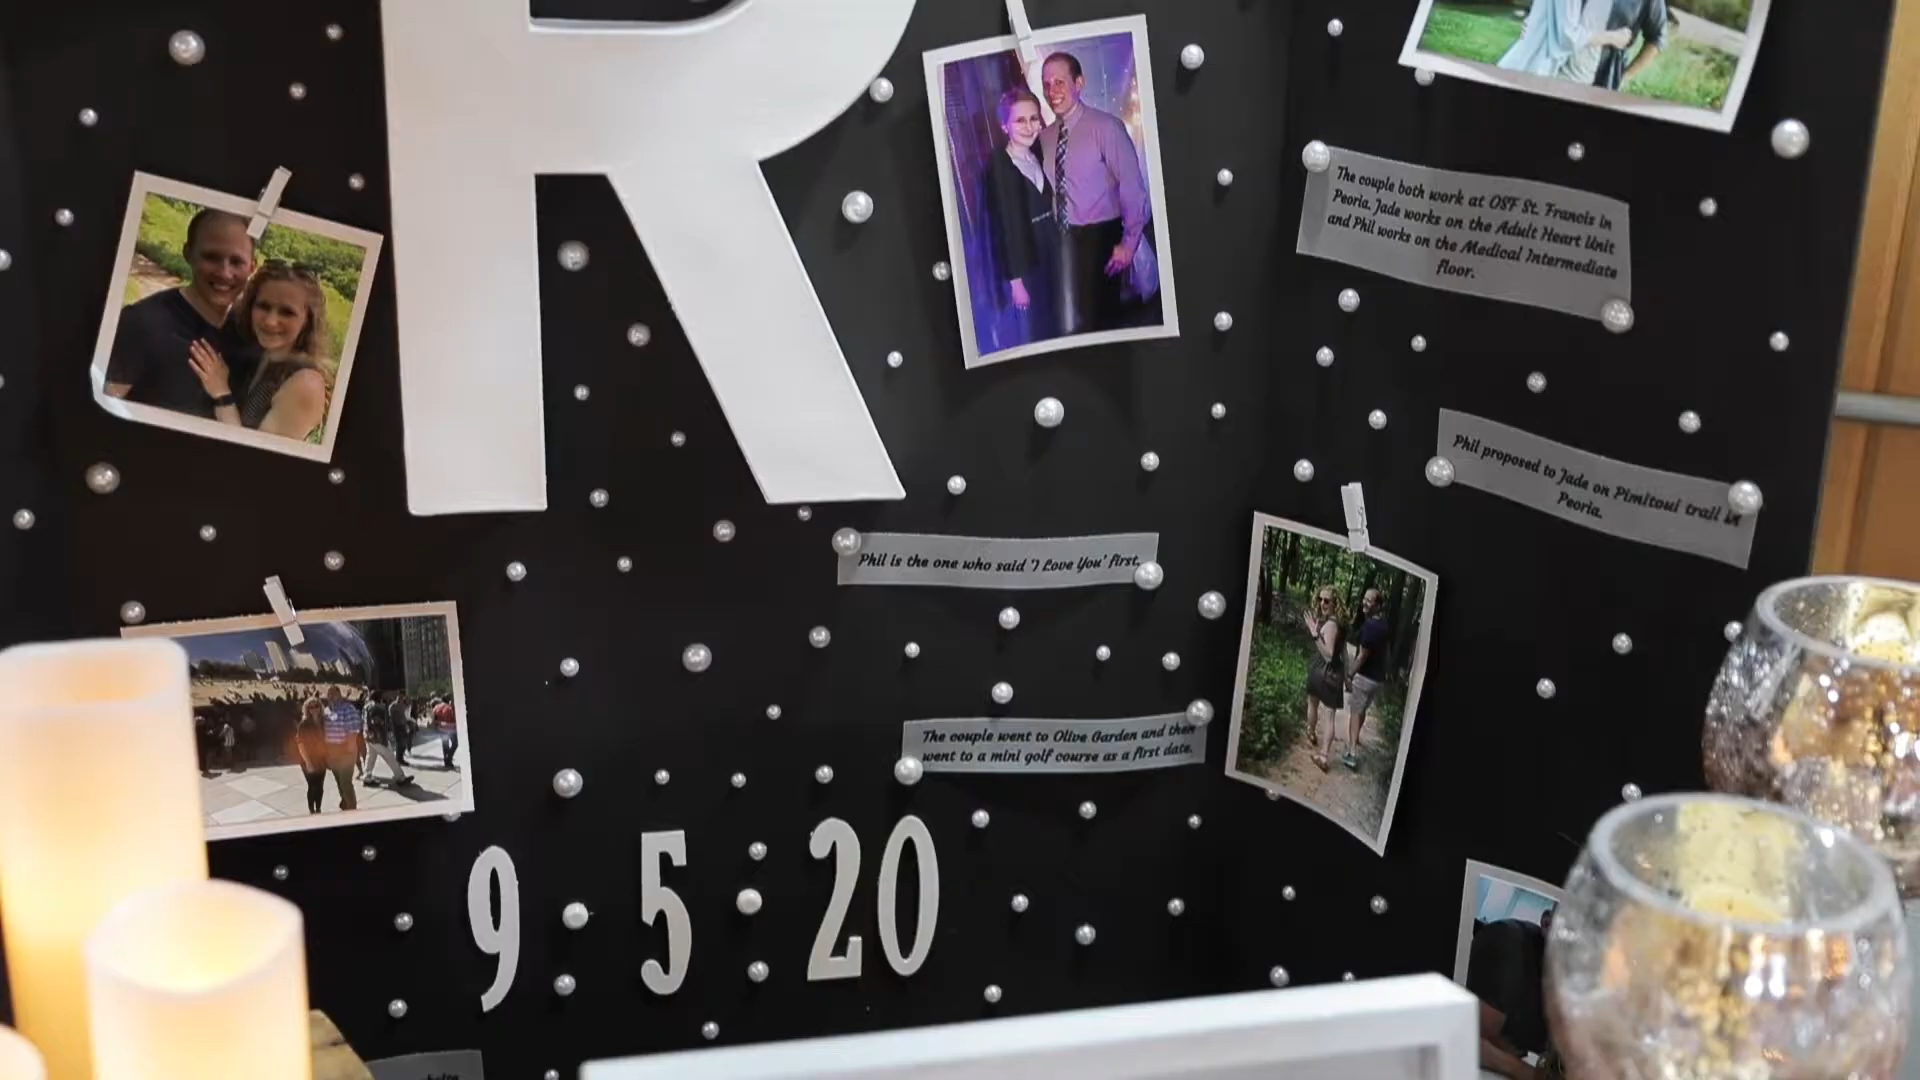 R
The couple both work at OSF St. Francis in
Peoria. Jade works on the Adult Heart Unit
and Phil works on the Medical Intermediate
floor.
Phil proposed to Jade on Pimitoui trail in
Peoria.
Phil is the one who said 'I Love You' first.
The couple went to Olive Garden and then
went to a mini golf course as a first date.
9 5 20